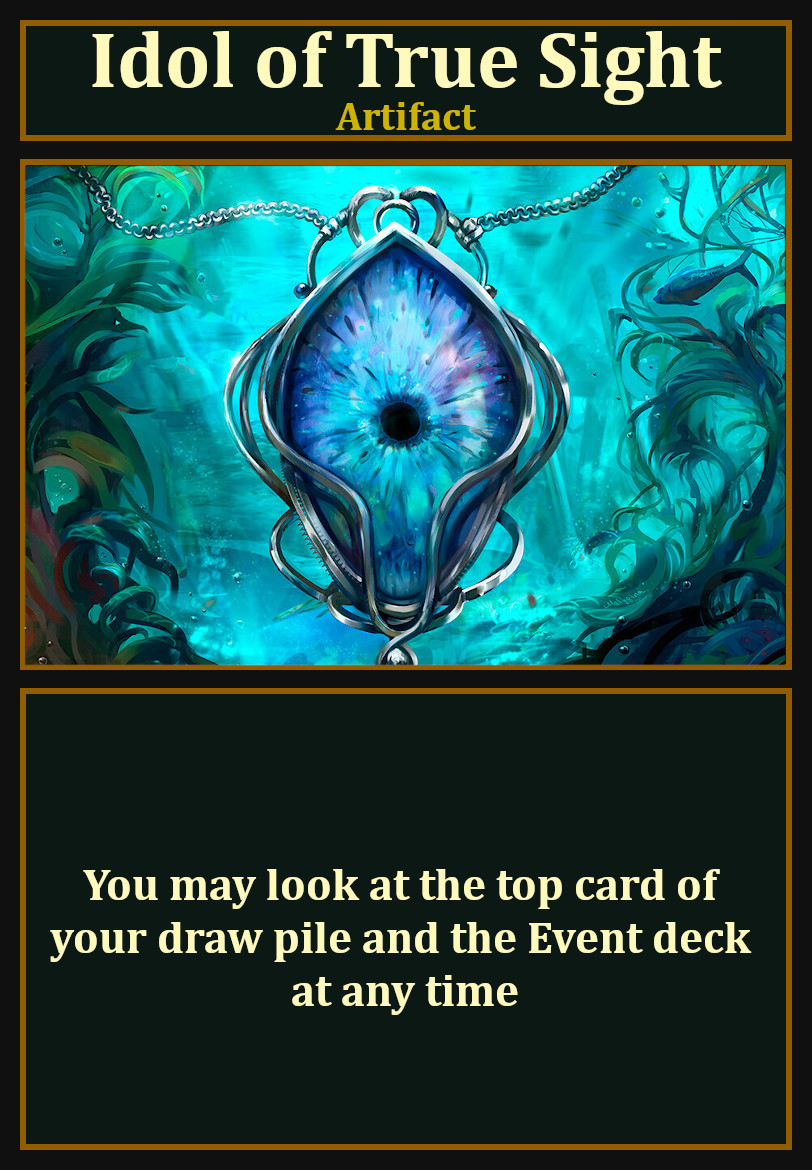 Idol of True Sight
Artifact
You may look at the top card of
your draw pile and the Event deck
at any time